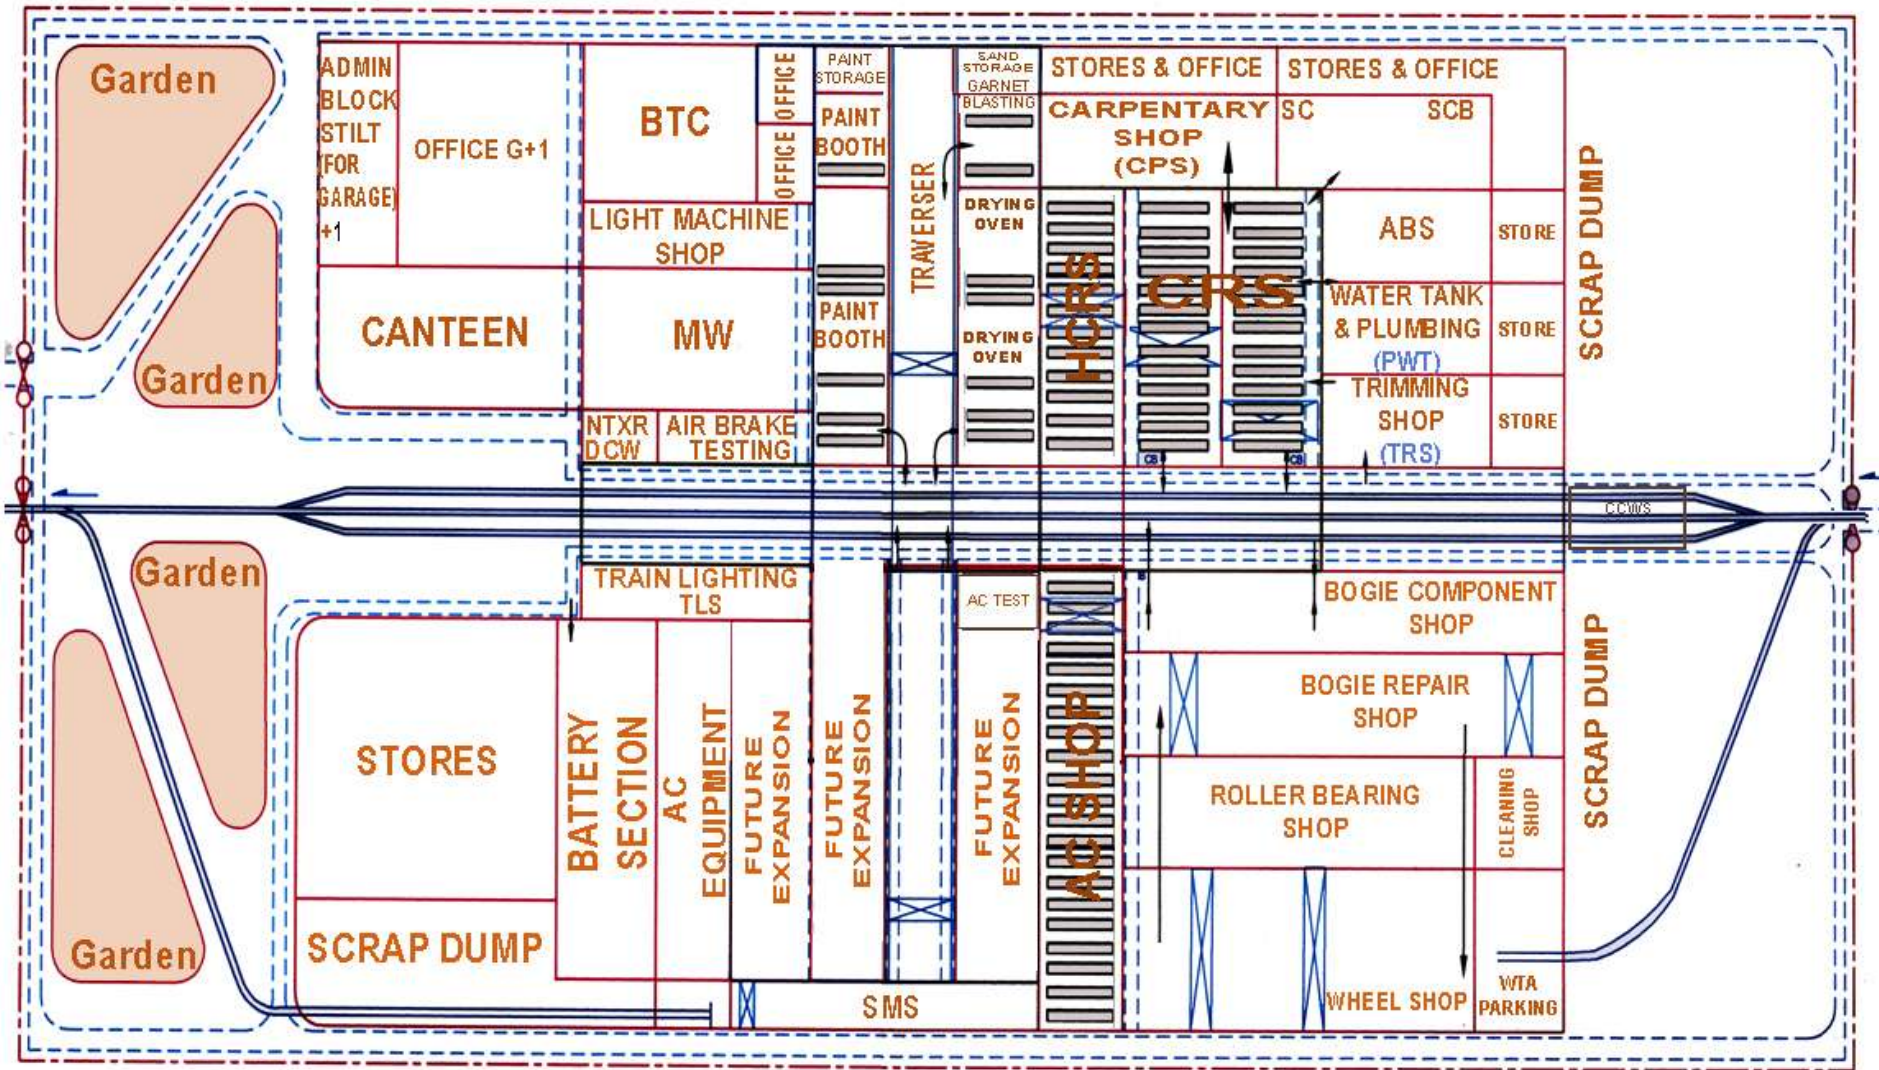 Garden
ADMIN
BLOCK
STILT
(FOR
GARAGE)
+1
OFFICE G+1
BTC
OFFICE
OFFICE
PAINT
STORAGE
PAINT
BOOTH
TRAVERSER
SAND
STORAGE
GARNET
BLASTING
STORES & OFFICE
STORES & OFFICE
CARPENTARY
SHOP
(CPS)
SC
SCB
SCRAP DUMP
LIGHT MACHINE
SHOP
DRYING
OVEN
ABS
STORE
Garden
CANTEEN
MW
PAINT
BOOTH
DRYING
OVEN
HCRS
CRS
WATER TANK
& PLUMBING
(PWT)
STORE
TRIMMING
SHOP
(TRS)
STORE
NTXR
DCW
AIR BRAKE
TESTING
CB
CB
CCWS
Garden
TRAIN LIGHTING
TLS
AC TEST
BOGIE COMPONENT
SHOP
SCRAP DUMP
STORES
BATTERY
SECTION
AC
EQUIPMENT
FUTURE
EXPANSION
FUTURE
EXPANSION
FUTURE
EXPANSION
AC SHOP
BOGIE REPAIR
SHOP
ROLLER BEARING
SHOP
CLEANING
SHOP
Garden
SCRAP DUMP
SMS
WHEEL SHOP
WTA
PARKING